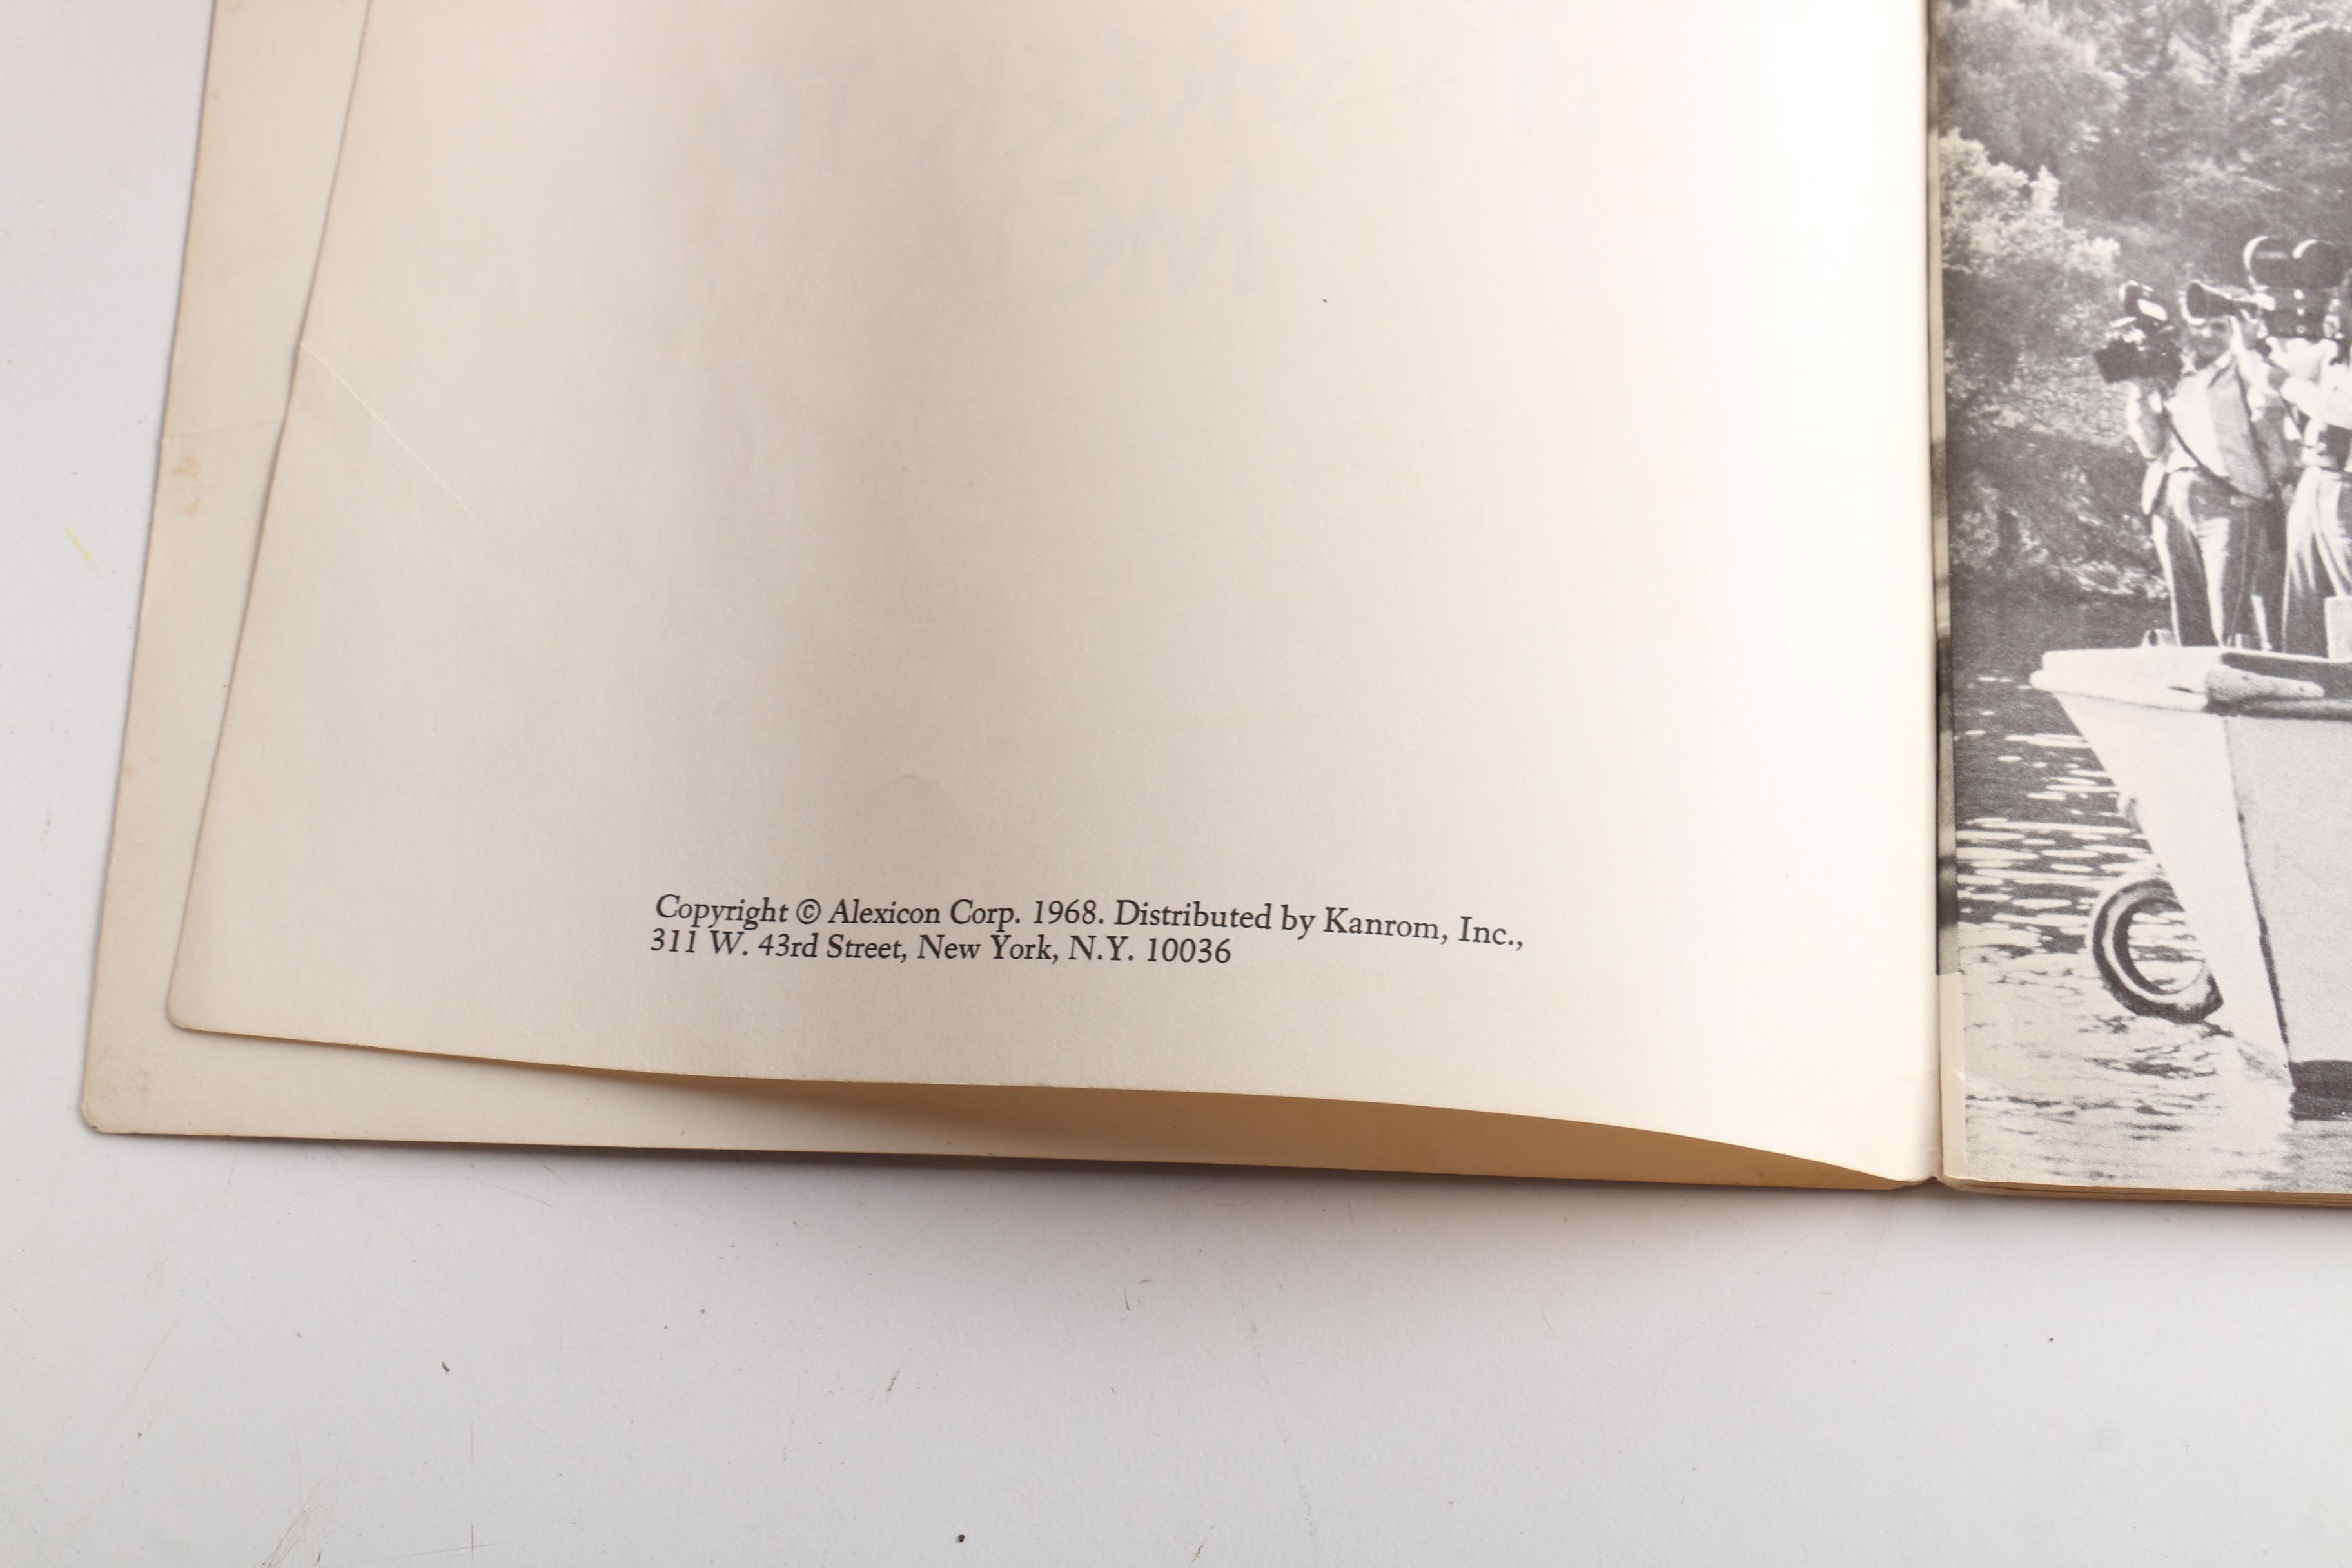 Copyright © Alexicon Corp. 1968. Distributed by Kanrom, Inc.,
311 W. 43rd Street, New York, N.Y. 10036